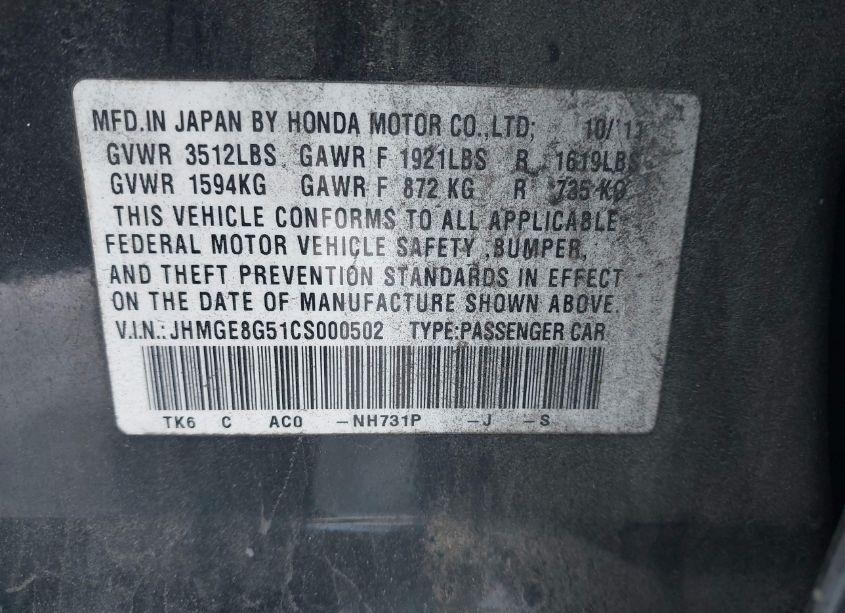 MFD.IN JAPAN BY HONDA MOTOR CO.,LTD; 10/'11
GVWR 3512LBS GAWR F 1921LBS R 1619LBS
GVWR 1594KG GAWR F 872 KG R 735 KG
THIS VEHICLE CONFORMS TO ALL APPLICABLE
FEDERAL MOTOR VEHICLE SAFETY ,BUMPER,
AND THEFT PREVENTION STANDARDS IN EFFECT
ON THE DATE OF MANUFACTURE SHOWN ABOVE.
V.I.N.: JHMGE8G51CS000502 TYPE:PASSENGER CAR
TK6 C AC0 -NH731P -J -S